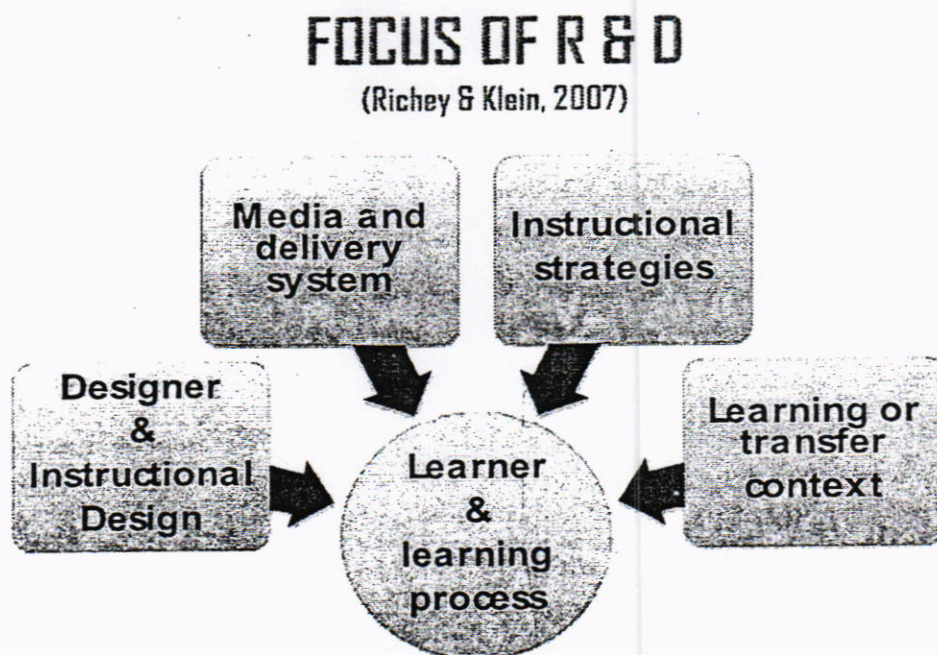 FOCUS OF R & D
(Richey & Klein, 2007)
Media and
delivery
system
Instructional
strategies
Designer
&
Instructional
Design
Learning or
transfer
context
Learner
&
learning
process